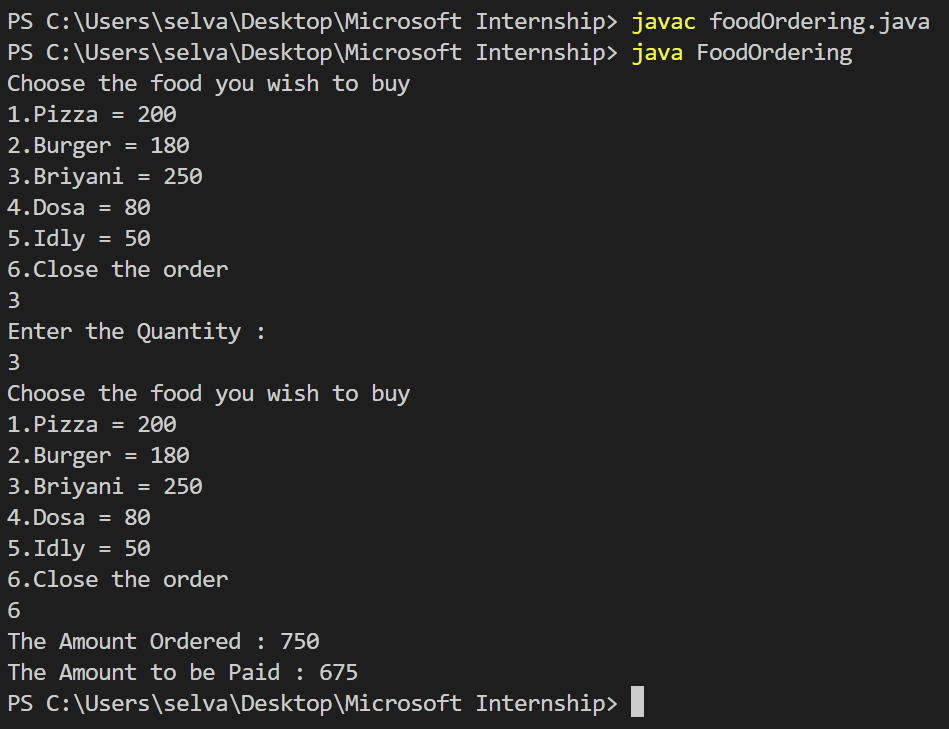 PS C:\Users\selva\Desktop\Microsoft Internship> javac foodOrdering.java
PS C:\Users\selva\Desktop\Microsoft Internship> java FoodOrdering
Choose the food you wish to buy
1.Pizza = 200
2.Burger = 180
3.Briyani = 250
4.Dosa = 80
5.Idly = 50
6.Close the order
3
Enter the Quantity :
3
Choose the food you wish to buy
1.Pizza = 200
2.Burger = 180
3.Briyani = 250
4.Dosa = 80
5.Idly = 50
6.Close the order
6
The Amount Ordered : 750
The Amount to be Paid : 675
PS C:\Users\selva\Desktop\Microsoft Internship>